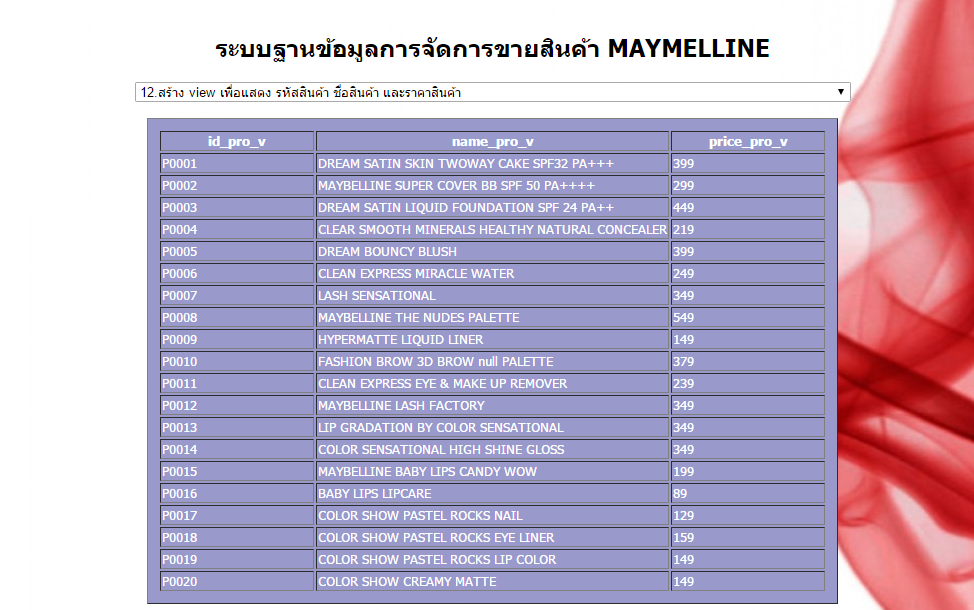 ระบบฐานข้อมูลการจัดการขายสินค้า MAYMELLINE
12.สร้าง view เพื่อแสดง รหัสสินค้า ชื่อสินค้า และราคาสินค้า
id_pro_v name_pro_v price_pro_v
P0001 DREAM SATIN SKIN TWOWAY CAKE SPF32 PA+++ 399
P0002 MAYBELLINE SUPER COVER BB SPF 50 PA++++ 299
P0003 DREAM SATIN LIQUID FOUNDATION SPF 24 PA++ 449
P0004 CLEAR SMOOTH MINERALS HEALTHY NATURAL CONCEALER 219
P0005 DREAM BOUNCY BLUSH 399
P0006 CLEAN EXPRESS MIRACLE WATER 249
P0007 LASH SENSATIONAL 349
P0008 MAYBELLINE THE NUDES PALETTE 549
P0009 HYPERMATTE LIQUID LINER 149
P0010 FASHION BROW 3D BROW null PALETTE 379
P0011 CLEAN EXPRESS EYE & MAKE UP REMOVER 239
P0012 MAYBELLINE LASH FACTORY 349
P0013 LIP GRADATION BY COLOR SENSATIONAL 349
P0014 COLOR SENSATIONAL HIGH SHINE GLOSS 349
P0015 MAYBELLINE BABY LIPS CANDY WOW 199
P0016 BABY LIPS LIPCARE 89
P0017 COLOR SHOW PASTEL ROCKS NAIL 129
P0018 COLOR SHOW PASTEL ROCKS EYE LINER 159
P0019 COLOR SHOW PASTEL ROCKS LIP COLOR 149
P0020 COLOR SHOW CREAMY MATTE 149